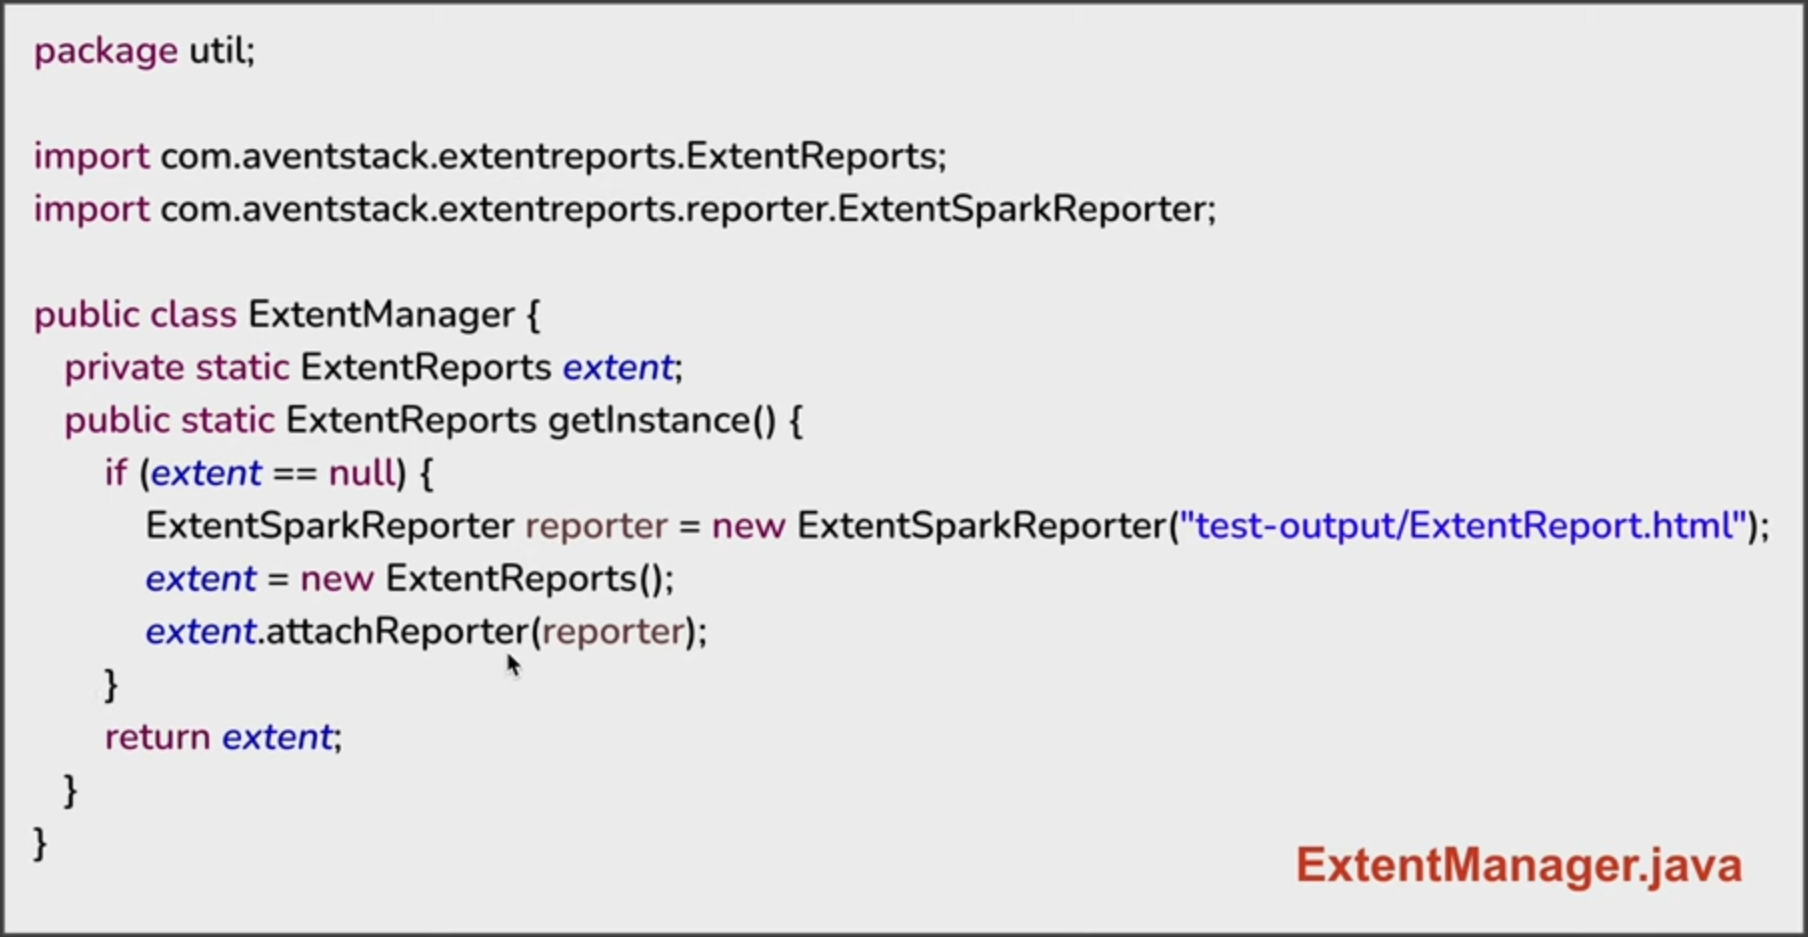 package util;
import com.aventstack.extentreports.ExtentReports;
import com.aventstack.extentreports.reporter.ExtentSparkReporter;
public class ExtentManager {
private static ExtentReports extent;
public static ExtentReports getInstance() {
if (extent == null) {
ExtentSparkReporter reporter = new ExtentSparkReporter("test-output/ExtentReport.html");
extent = new ExtentReports();
extent.attachReporter(reporter);
}
return extent;
}
}
ExtentManager.java